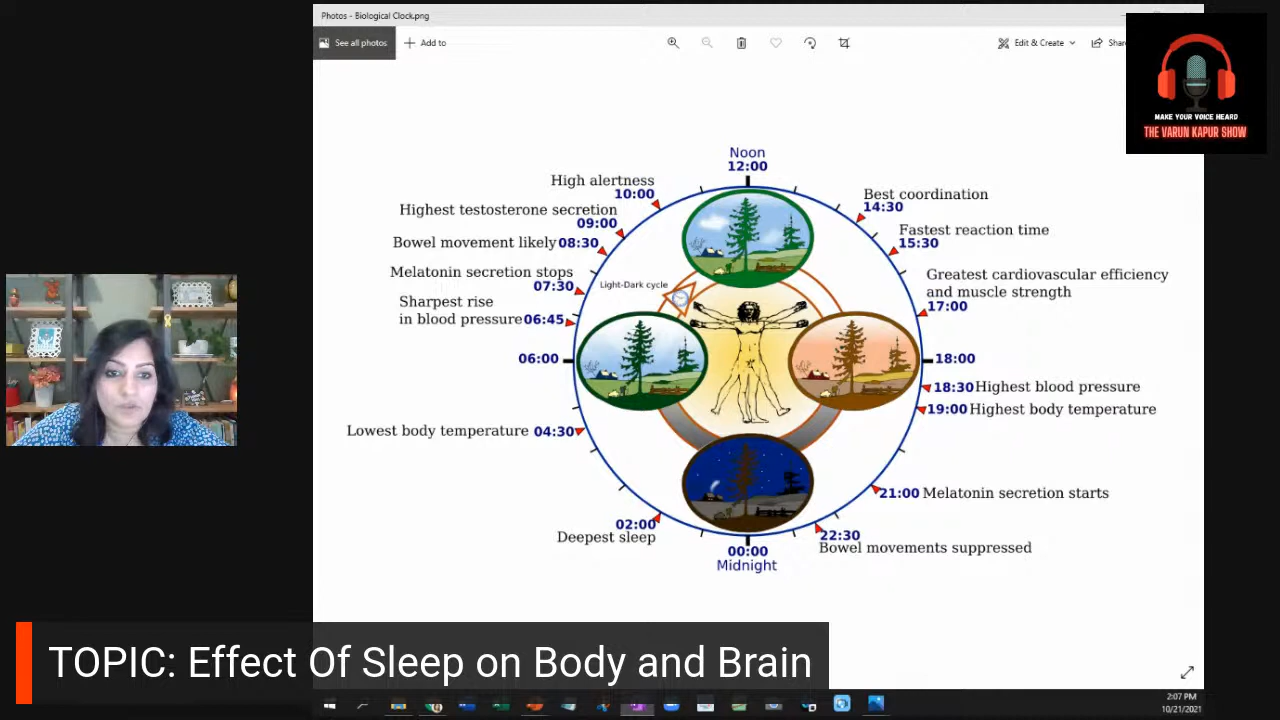 Photos - Biological Clock.png
See all photos
Add to
Edit & Create
MAKE YOUR VOICE HEARD
THE VARUN KAPUR SHOW
Noon
12:00
High alertness
10:00
Highest testosterone secretion
09:00
Bowel movement likely 08:30
Melatonin secretion stops
07:30
Sharpest rise
in blood pressure 06:45
06:00
Lowest body temperature 04:30
02:00
Deepest sleep
Light-Dark cycle
Best coordination
14:30
Fastest reaction time
15:30
Greatest cardiovascular efficiency
and muscle strength
17:00
18:00
18:30 Highest blood pressure
19:00 Highest body temperature
21:00 Melatonin secretion starts
22:30
Bowel movements suppressed
00:00
Midnight
TOPIC: Effect Of Sleep on Body and Brain
2:07 PM
10/21/2021